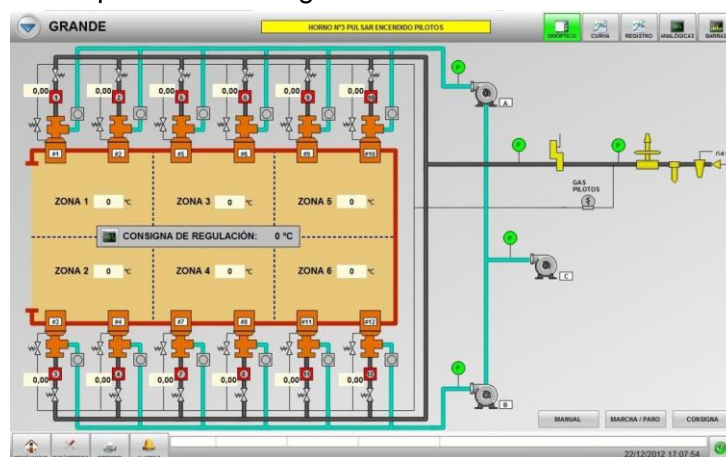 GRANDE
HORNO Nº3 PULSAR ENCENDIDO PILOTOS
SINÓPTICO CURVA REGISTRO ANALÓGICAS BARRAS
0,00 0,00 0,00 0,00 0,00 0,00
#1 #2 #5 #6 #9 #10
ZONA 1 0 ºC ZONA 3 0 ºC ZONA 5 0 ºC
CONSIGNA DE REGULACIÓN: 0 ºC
ZONA 2 0 ºC ZONA 4 0 ºC ZONA 6 0 ºC
#3 #4 #7 #8 #11 #12
0,00 0,00 0,00 0,00 0,00 0,00
P
A
P P
GAS
PILOTOS
P
C
P
B
MANUAL MARCHA / PARO CONSIGNA
22/12/2012 17:07:54